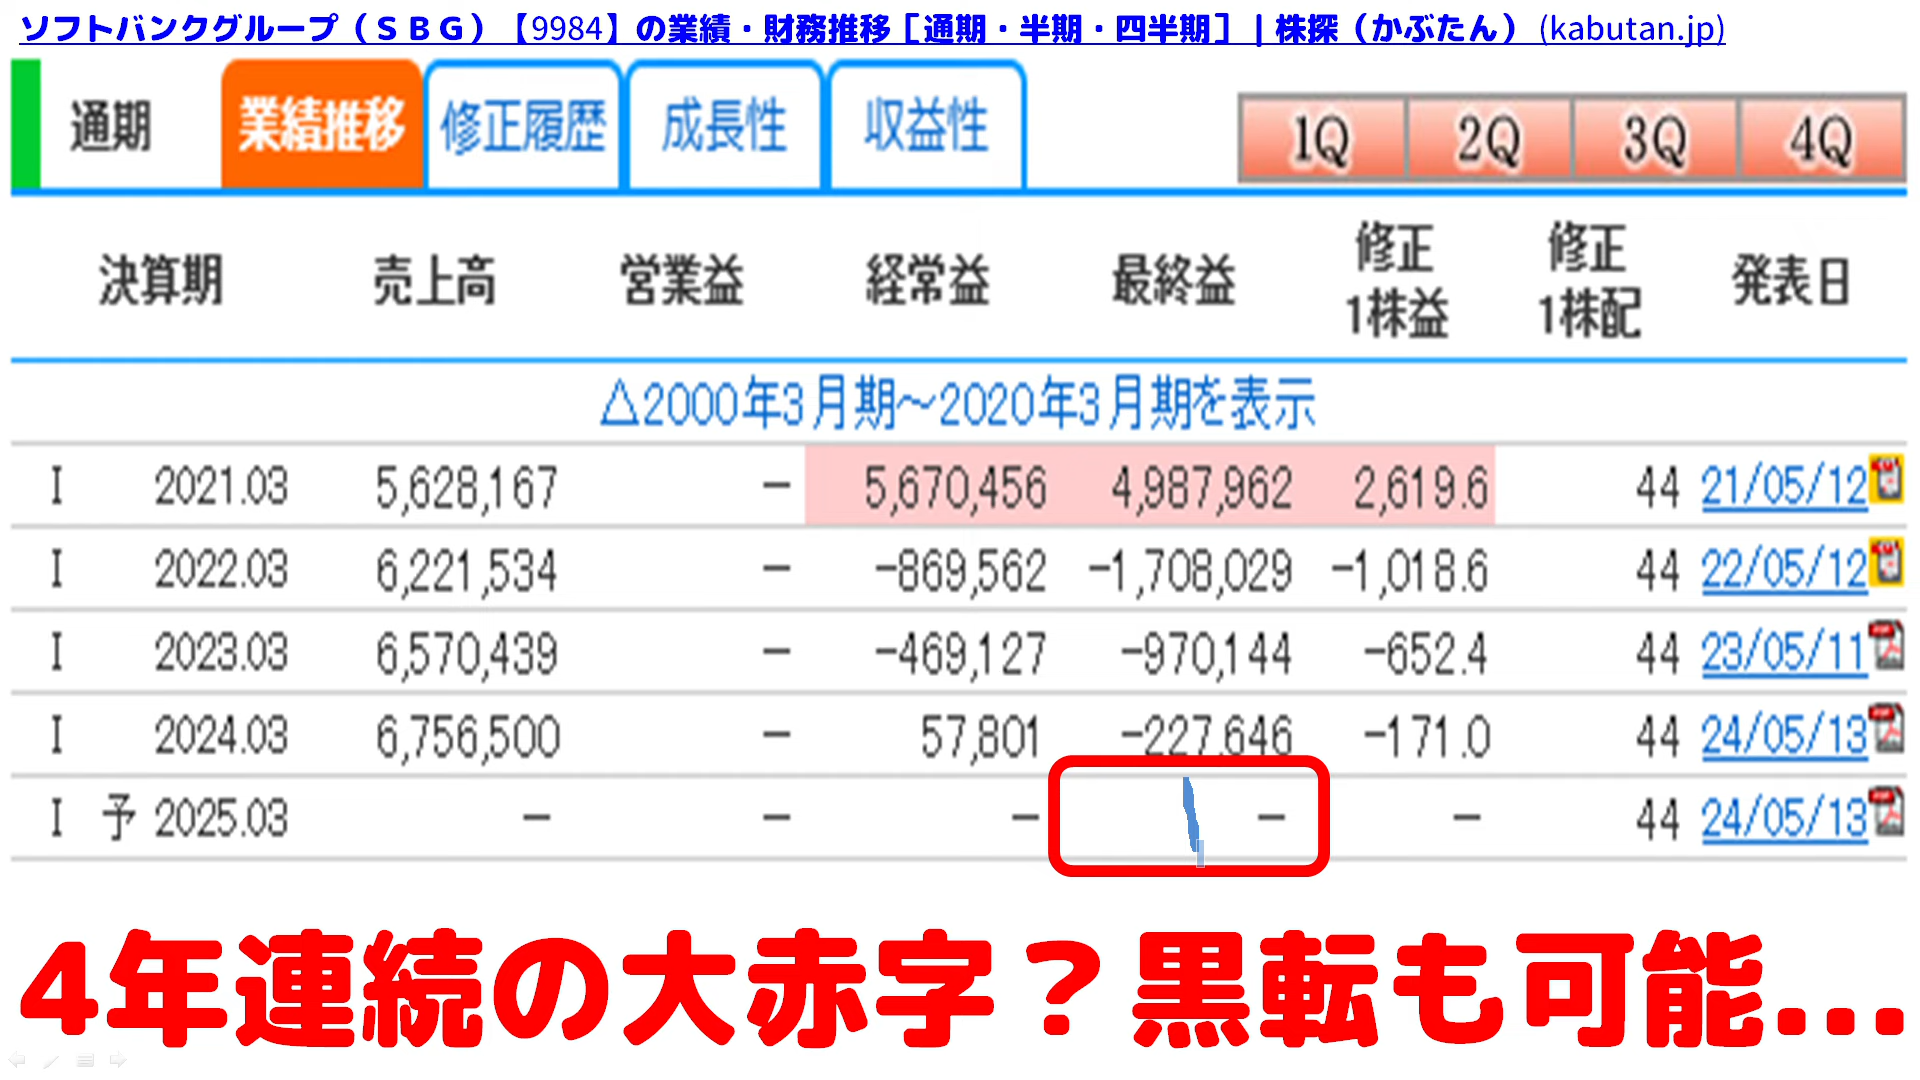 ソフトバンクグループ（ＳＢＧ）【9984】の業績・財務推移［通期・半期・四半期］｜株探（かぶたん） (kabutan.jp)
通期 業績推移 修正履歴 成長性 収益性 1Q 2Q 3Q 4Q
決算期 売上高 営業益 経常益 最終益 修正1株益 修正1株配 発表日
△2000年3月期～2020年3月期を表示
I 2021.03 5,628,167 － 5,670,456 4,987,962 2,619.6 44 21/05/12
I 2022.03 6,221,534 － -869,562 -1,708,029 -1,018.6 44 22/05/12
I 2023.03 6,570,439 － -469,127 -970,144 -652.4 44 23/05/11
I 2024.03 6,756,500 － 57,801 -227,646 -171.0 44 24/05/13
I 予 2025.03 － － － － － 44 24/05/13
4年連続の大赤字？黒転も可能...